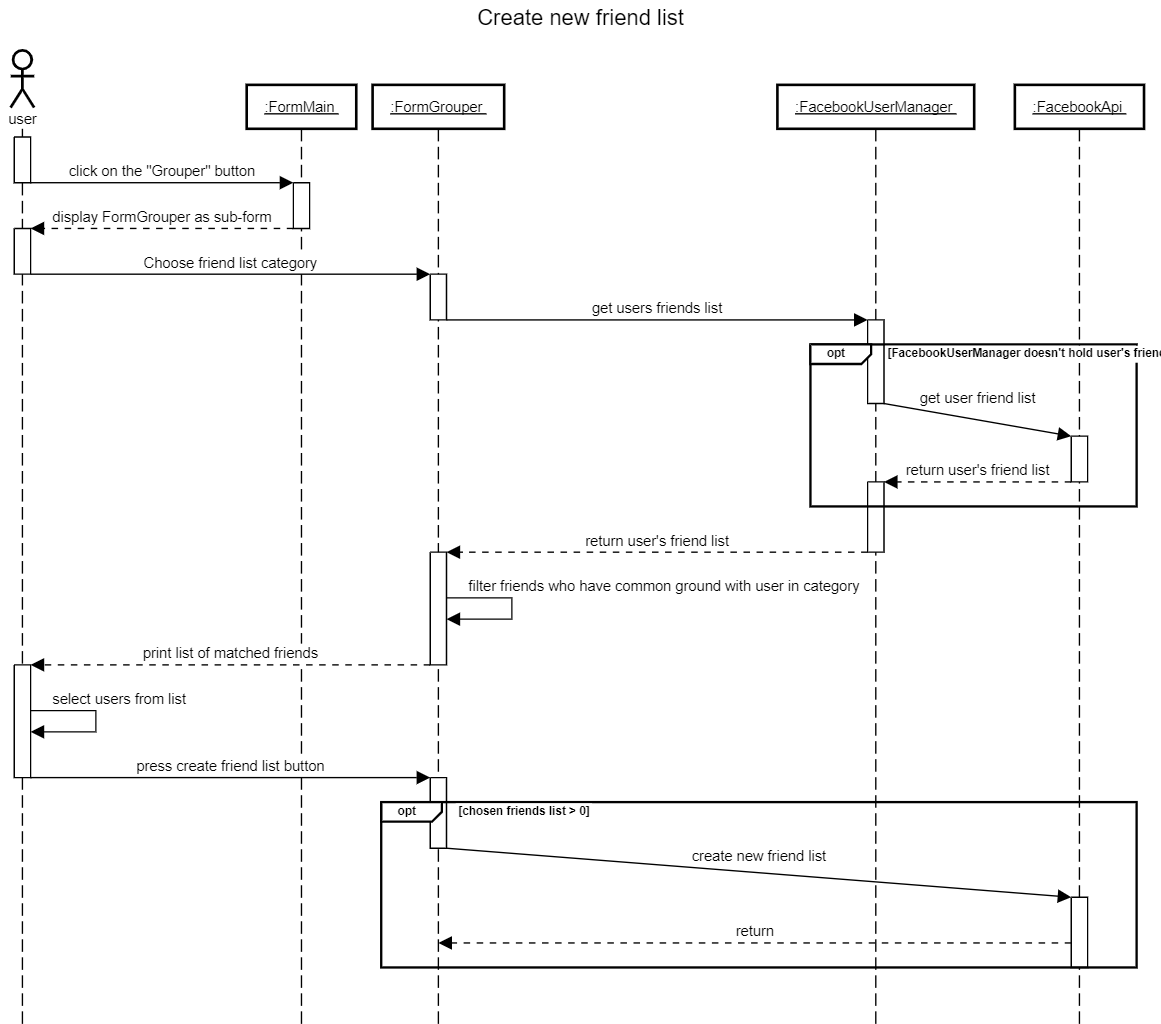 Create new friend list
user
:FormMain
:FormGrouper
:FacebookUserManager
:FacebookApi
click on the "Grouper" button
display FormGrouper as sub-form
Choose friend list category
get users friends list
opt
[FacebookUserManager doesn't hold user's frien
get user friend list
return user's friend list
return user's friend list
filter friends who have common ground with user in category
print list of matched friends
select users from list
press create friend list button
opt
[chosen friends list > 0]
create new friend list
return